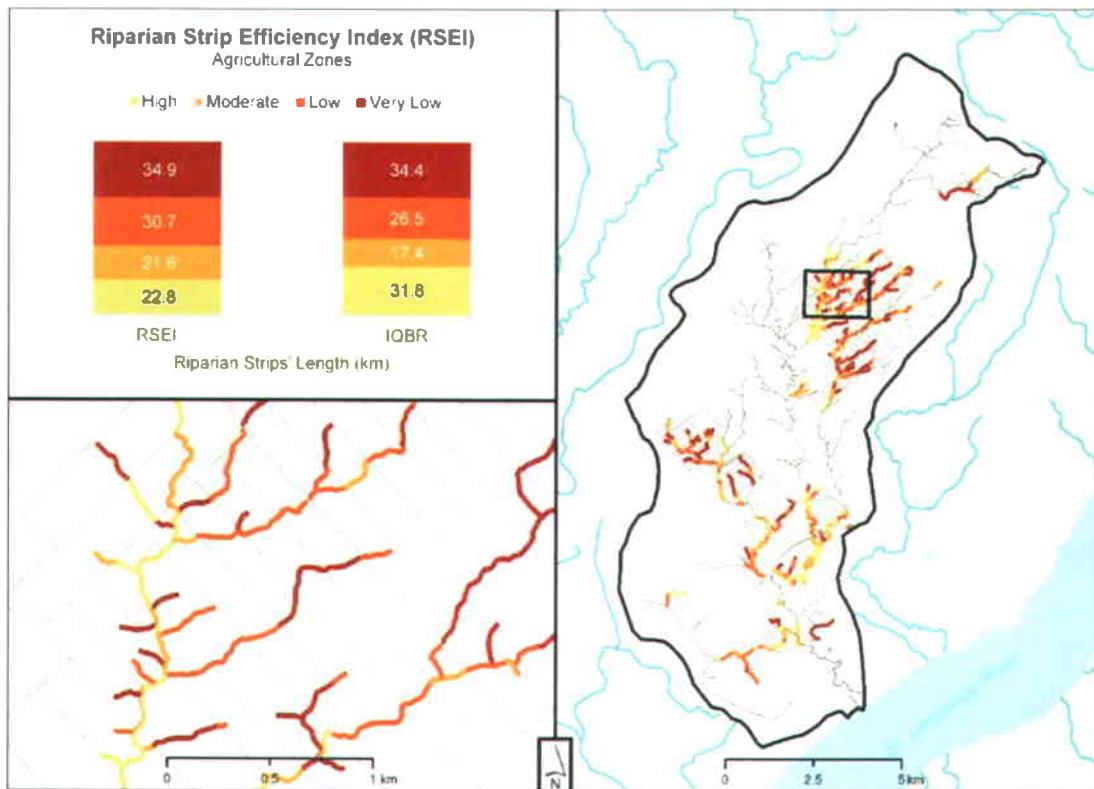 Riparian Strip Efficiency Index (RSEI)
Agricultural Zones
High Moderate Low Very Low
34.9 34.4
30.7 26.5
21.6 17.4
22.8 31.8
RSEI IQBR
Riparian Strips' Length (km)
0 0.5 1 km
N
0 2.5 5 km